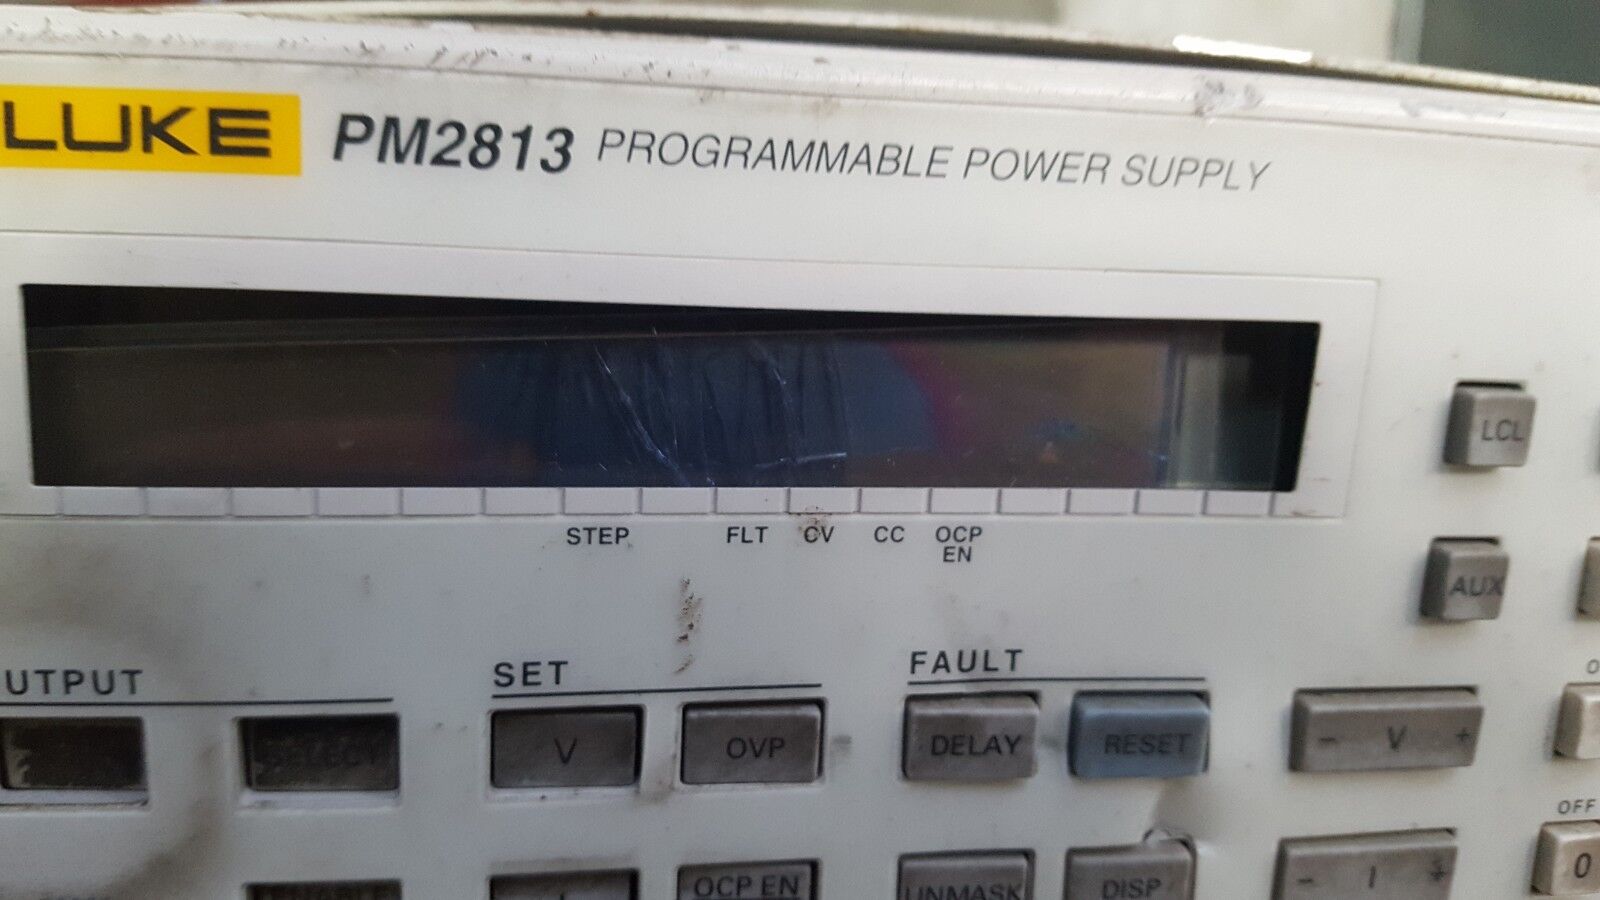 LUKE PM2813 PROGRAMMABLE POWER SUPPLY
LCL
STEP FLT CV CC OCP
EN
AUX
UTPUT SET FAULT
SELECT V OVP DELAY RESET - V +
OFF
OCP EN UNMASK DISP - I + 0